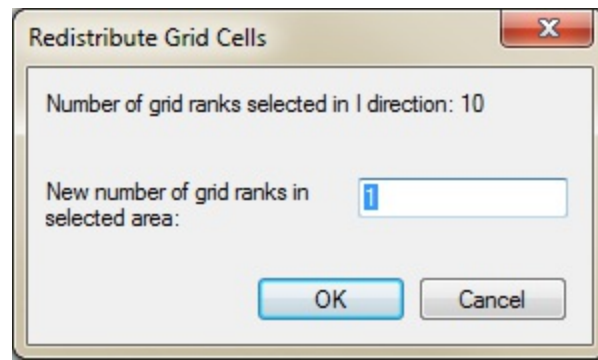 Redistribute Grid Cells
Number of grid ranks selected in I direction: 10
New number of grid ranks in
selected area:
1
OK
Cancel